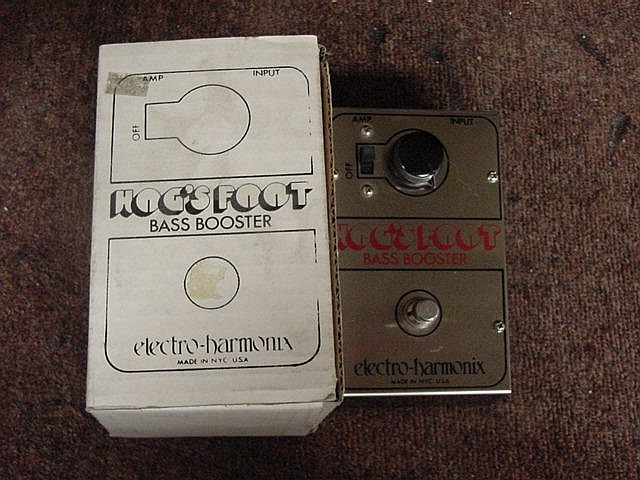 AMP INPUT
OFF
HOG'S FOOT
BASS BOOSTER
electro-harmonix
MADE IN NYC USA
AMP INPUT
OFF
HOG'S FOOT
BASS BOOSTER
electro-harmonix
MADE IN NYC U.S.A.